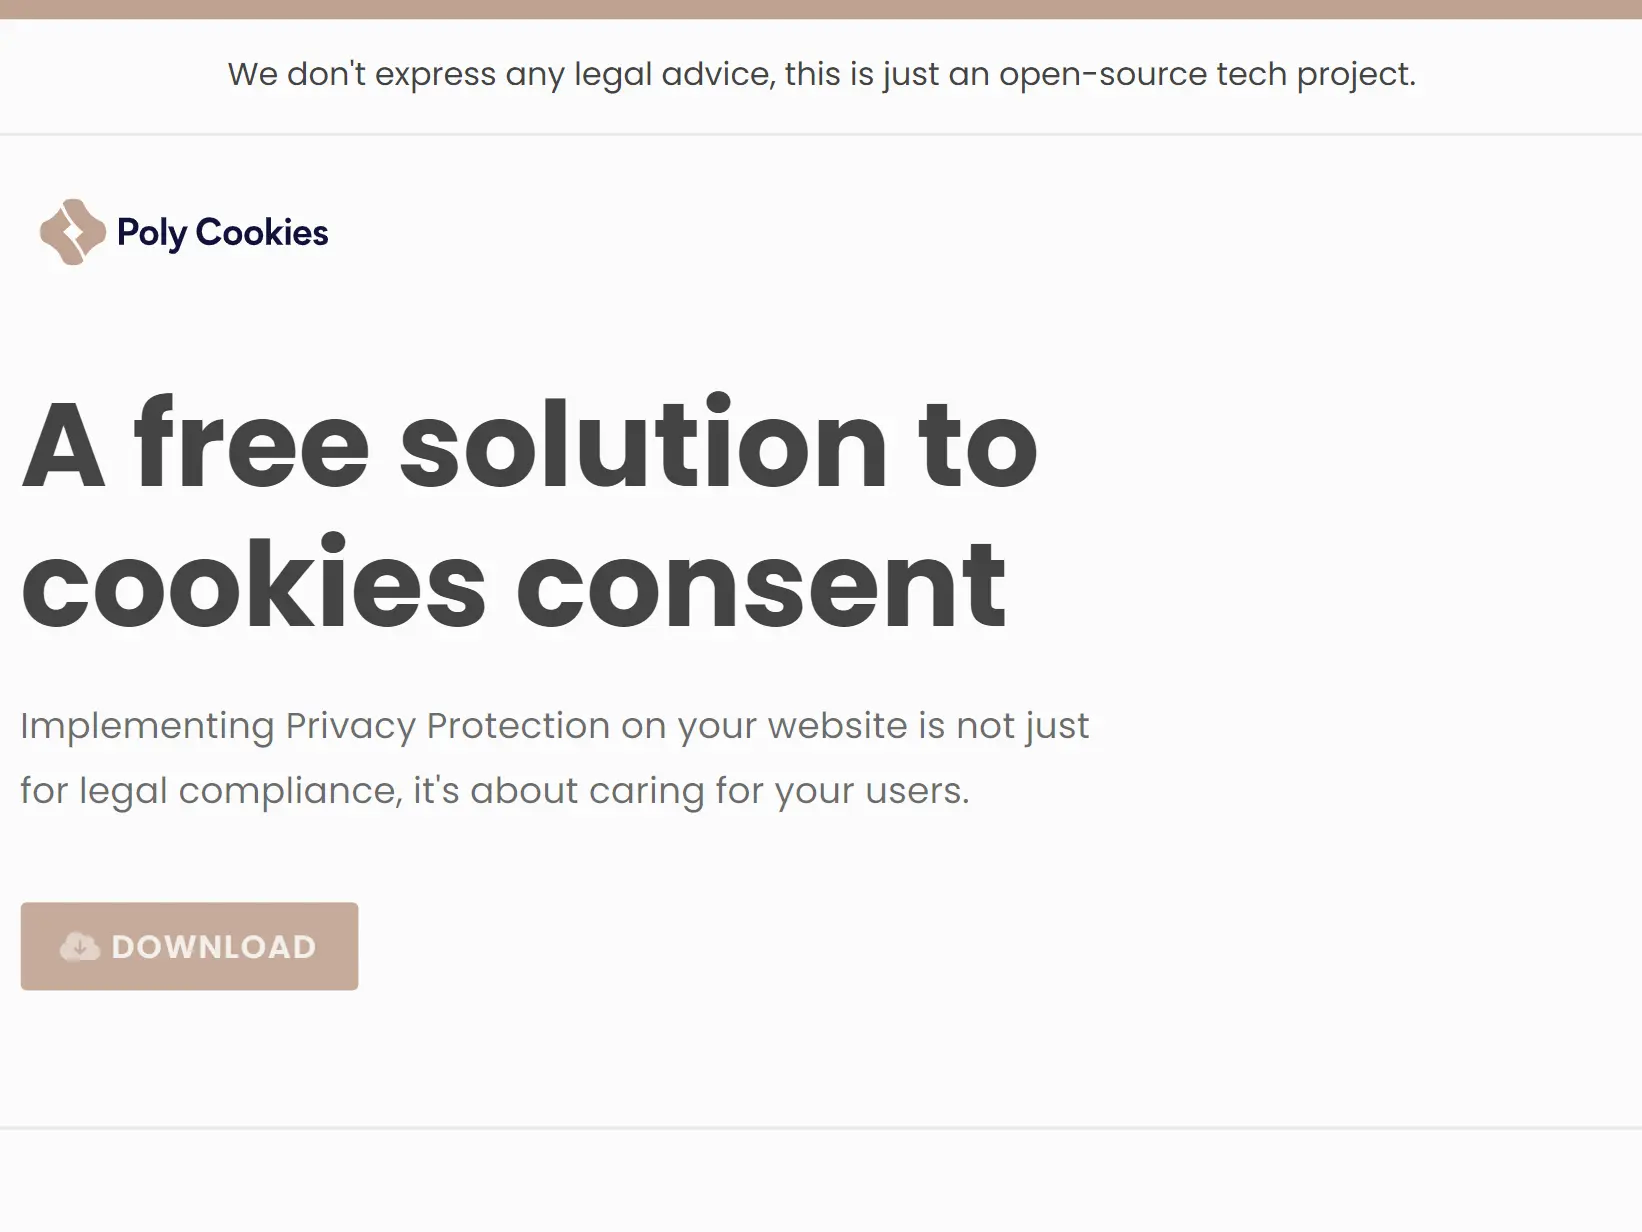 We don't express any legal advice, this is just an open-source tech project.
Poly Cookies
A free solution to
cookies consent
Implementing Privacy Protection on your website is not just
for legal compliance, it's about caring for your users.
DOWNLOAD